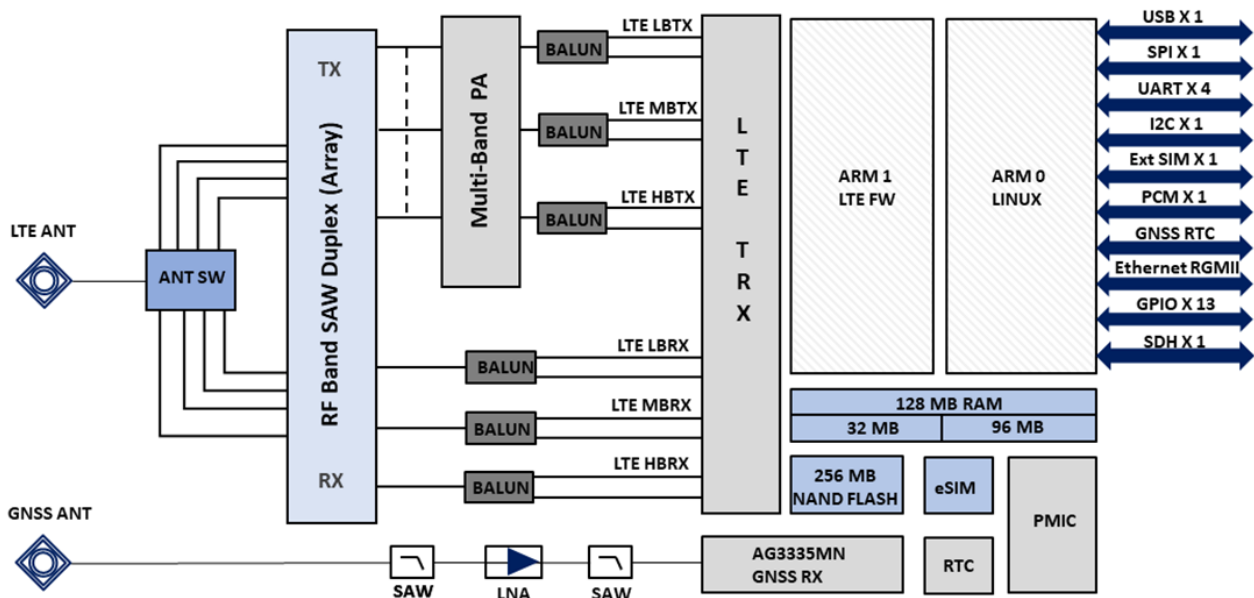 LTE ANT
ANT SW
GNSS ANT
TX
RF Band SAW Duplex (Array)
RX
Multi-Band PA
BALUN
LTE LBTX
BALUN
LTE MBTX
BALUN
LTE HBTX
BALUN
LTE LBRX
BALUN
LTE MBRX
BALUN
LTE HBRX
LTE TRX
ARM 1
LTE FW
ARM 0
LINUX
USB X 1
SPI X 1
UART X 4
I2C X 1
Ext SIM X 1
PCM X 1
GNSS RTC
Ethernet RGMII
GPIO X 13
SDH X 1
128 MB RAM
32 MB
96 MB
256 MB
NAND FLASH
eSIM
PMIC
SAW
LNA
SAW
AG3335MN
GNSS RX
RTC